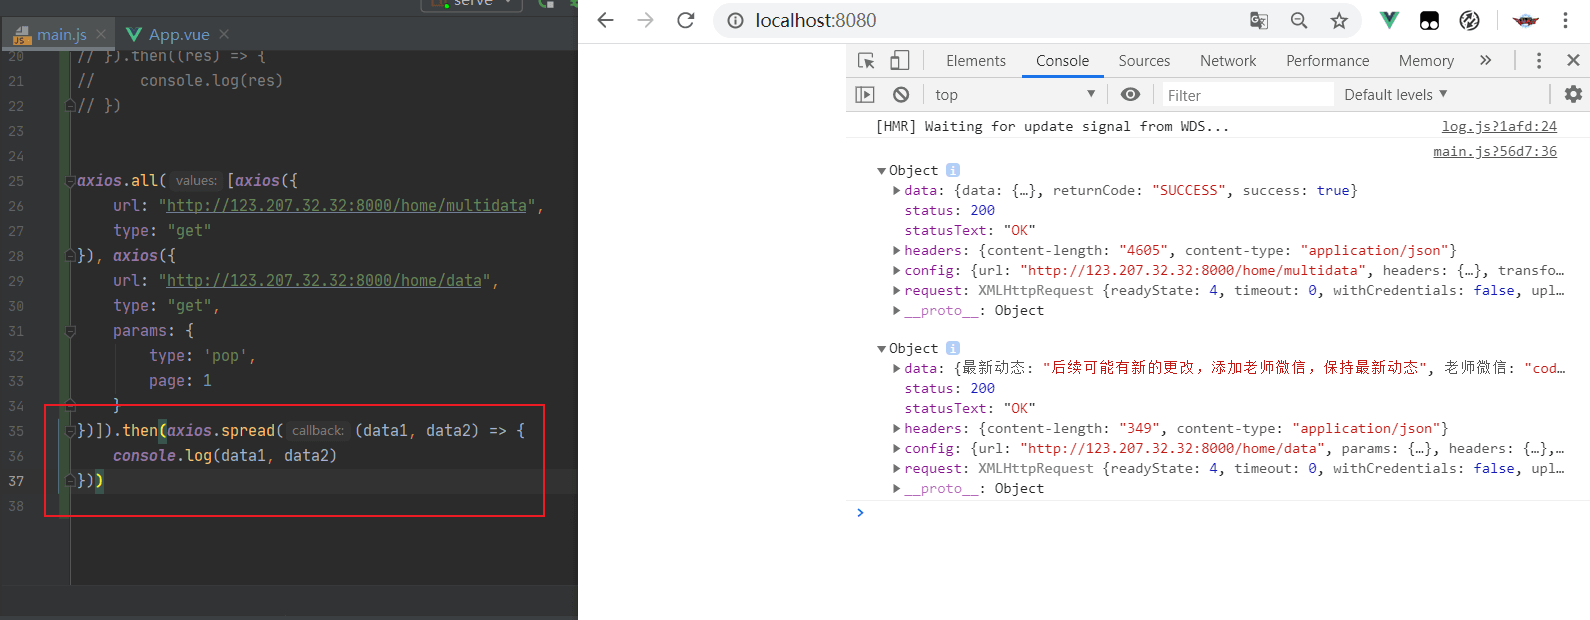 serve
main.js
App.vue
20 // }).then((res) => {
21 //     console.log(res)
22 // })
23
24
25 axios.all( values: [axios({
26     url: "http://123.207.32.32:8000/home/multidata",
27     type: "get"
28 }), axios({
29     url: "http://123.207.32.32:8000/home/data",
30     type: "get",
31     params: {
32         type: 'pop',
33         page: 1
34     }
35 })]).then(axios.spread( callback: (data1, data2) => {
36     console.log(data1, data2)
37 }))
38
localhost:8080
Elements Console Sources Network Performance Memory »
top Filter Default levels ▼
[HMR] Waiting for update signal from WDS... log.js?1afd:24
main.js?56d7:36
▼Object i
▶data: {data: {…}, returnCode: "SUCCESS", success: true}
status: 200
statusText: "OK"
▶headers: {content-length: "4605", content-type: "application/json"}
▶config: {url: "http://123.207.32.32:8000/home/multidata", headers: {…}, transfo…
▶request: XMLHttpRequest {readyState: 4, timeout: 0, withCredentials: false, upl…
▶__proto__: Object
▼Object i
▶data: {最新动态: "后续可能有新的更改，添加老师微信，保持最新动态", 老师微信: "cod…
status: 200
statusText: "OK"
▶headers: {content-length: "349", content-type: "application/json"}
▶config: {url: "http://123.207.32.32:8000/home/data", params: {…}, headers: {…},…
▶request: XMLHttpRequest {readyState: 4, timeout: 0, withCredentials: false, upl…
▶__proto__: Object
>